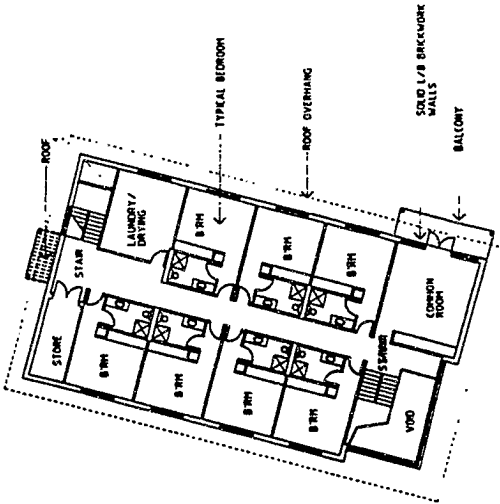 ROOF
TYPICAL BEDROOM
ROOF OVERHANG
SOLID L/B BRICKWORK
WALLS
BALCONY
STAIR
LAUNDRY/
DRYING
B'RM
B'RM
B'RM
COMMON
ROOM
STORE
B'RM
B'RM
B'RM
B'RM
VOID